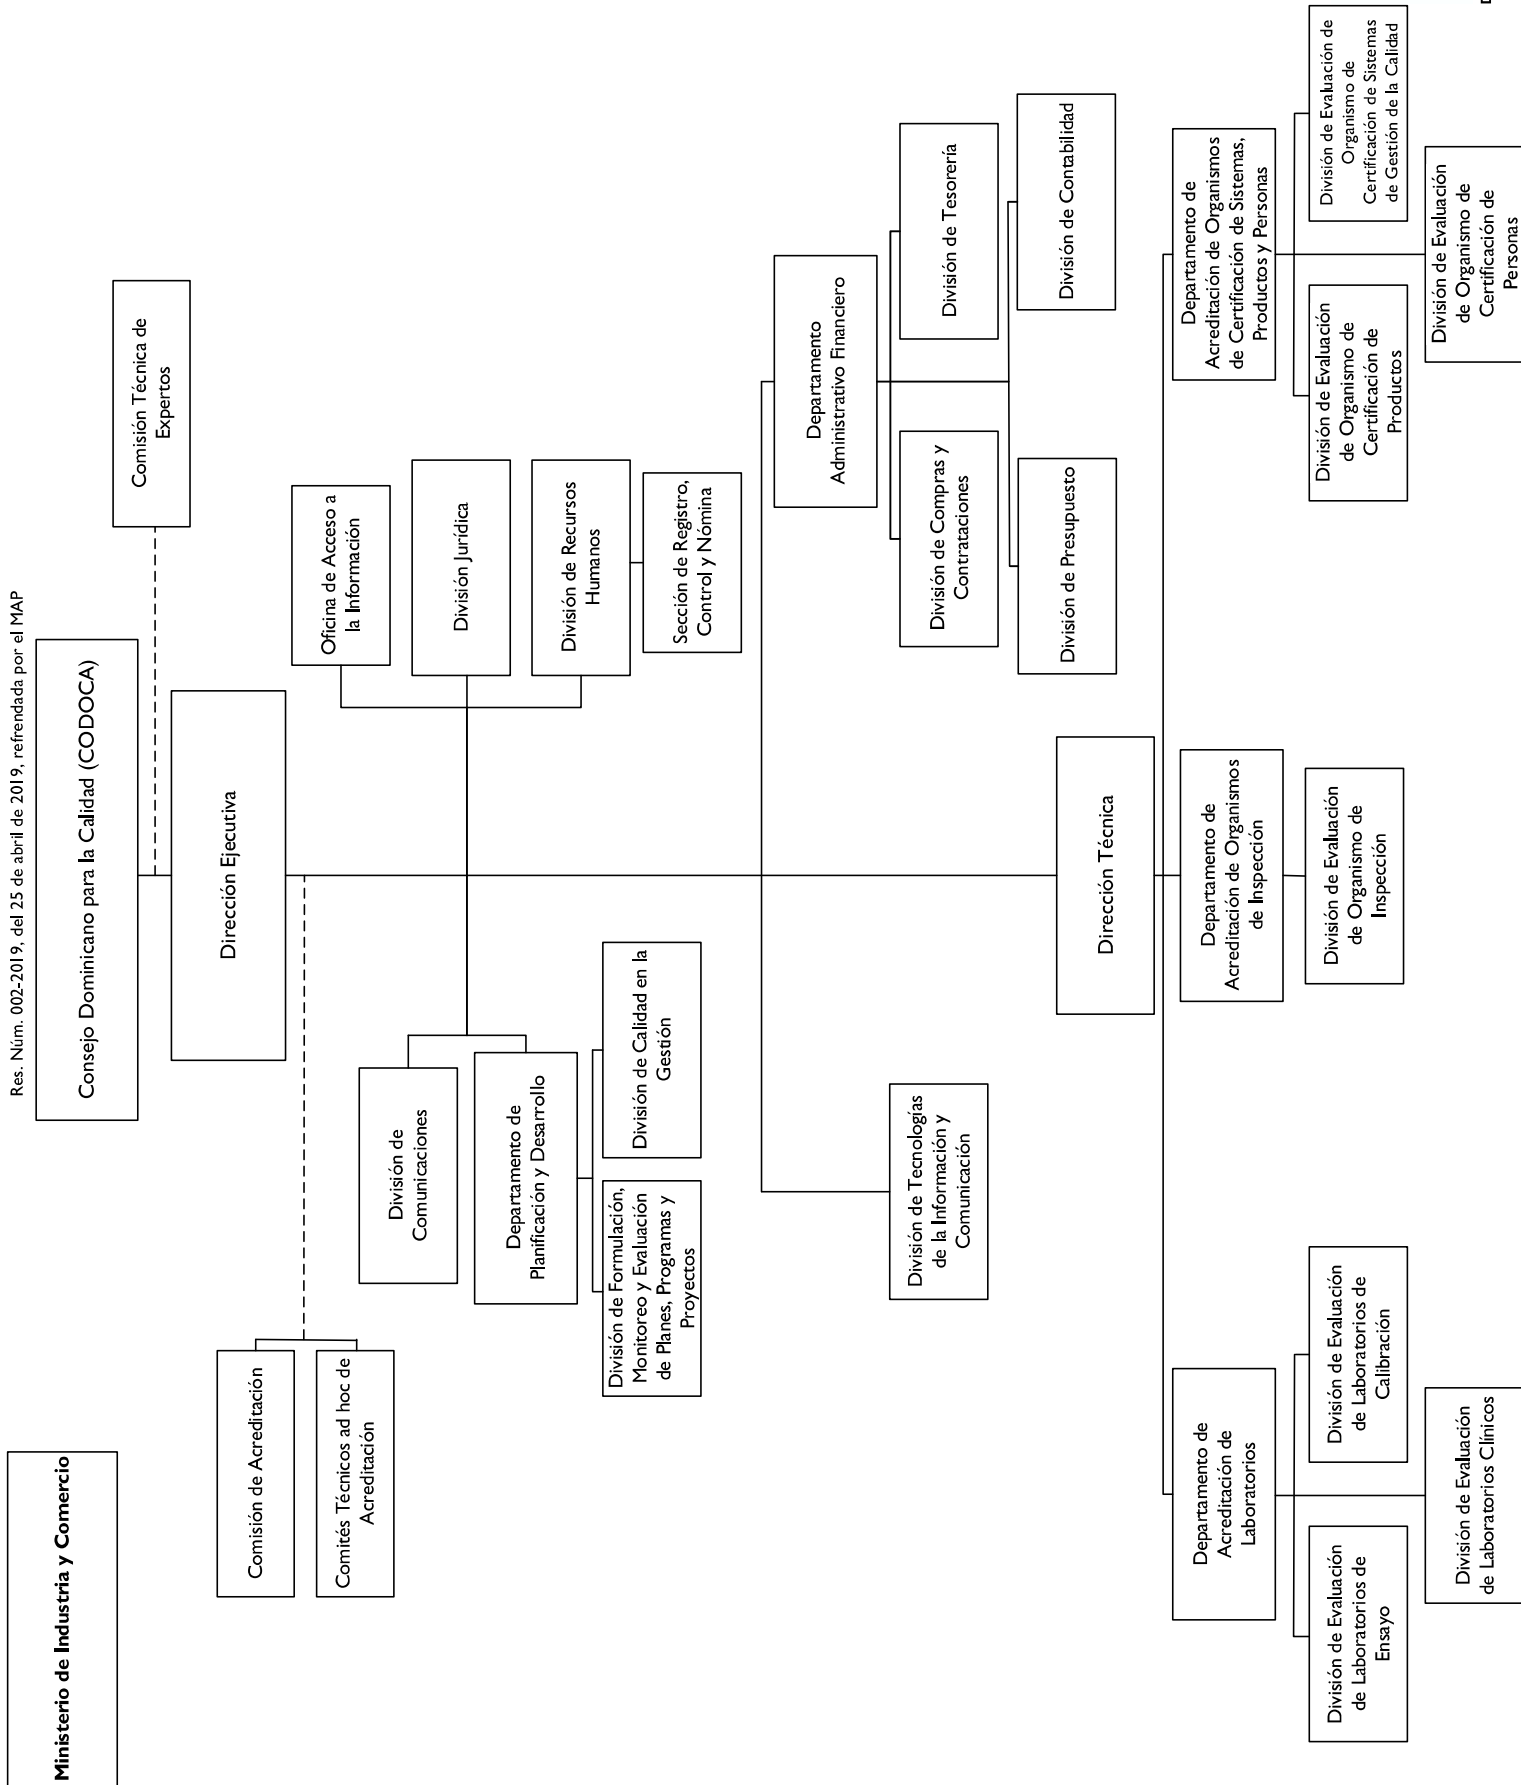 Res. Núm. 002-2019, del 25 de abril de 2019, refrendada por el MAP
Ministerio de Industria y Comercio
Consejo Dominicano para la Calidad (CODOCA)
Comisión Técnica de
Expertos
Dirección Ejecutiva
Comisión de Acreditación
Comités Técnicos ad hoc de
Acreditación
Oficina de Acceso a
la Información
División de
Comunicaciones
División Jurídica
Departamento de
Planificación y Desarrollo
División de Recursos
Humanos
División de Formulación,
Monitoreo y Evaluación
de Planes, Programas y
Proyectos
División de Calidad en la
Gestión
Sección de Registro,
Control y Nómina
Departamento
Administrativo Financiero
División de Tecnologías
de la Información y
Comunicación
División de Compras y
Contrataciones
División de Tesorería
División de Presupuesto
División de Contabilidad
Dirección Técnica
Departamento de
Acreditación de
Laboratorios
Departamento de
Acreditación de Organismos
de Inspección
Departamento de
Acreditación de Organismos
de Certificación de Sistemas,
Productos y Personas
División de Evaluación
de Laboratorios de
Ensayo
División de Evaluación
de Laboratorios de
Calibración
División de Evaluación
de Organismo de
Inspección
División de Evaluación
de Organismo de
Certificación de
Productos
División de Evaluación de
Organismo de
Certificación de Sistemas
de Gestión de la Calidad
División de Evaluación
de Laboratorios Clínicos
División de Evaluación
de Organismo de
Certificación de
Personas